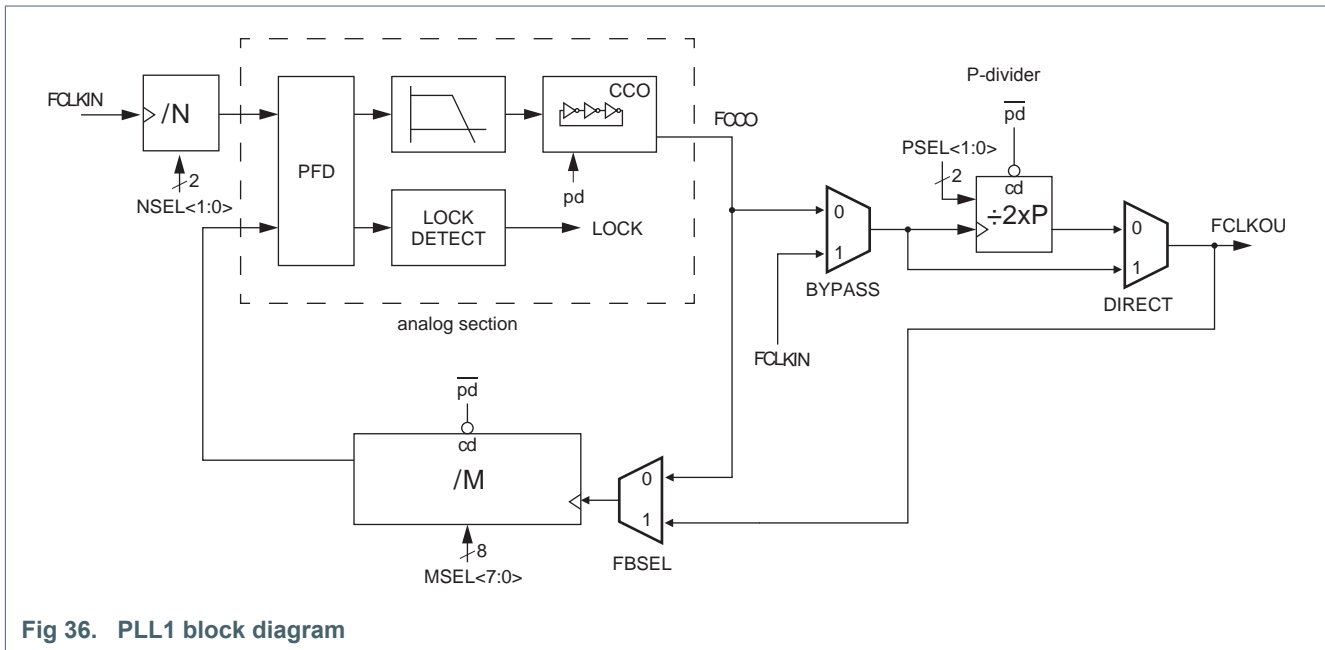 P-divider
FCLKIN
/N
2
NSEL<1:0>
PFD
CCO
pd
LOCK
DETECT
LOCK
analog section
FCCO
0
1
BYPASS
FCLKIN
pd
PSEL<1:0>
2
cd
÷2xP
0
1
DIRECT
FCLKOU
pd
cd
/M
8
MSEL<7:0>
0
1
FBSEL
Fig 36. PLL1 block diagram